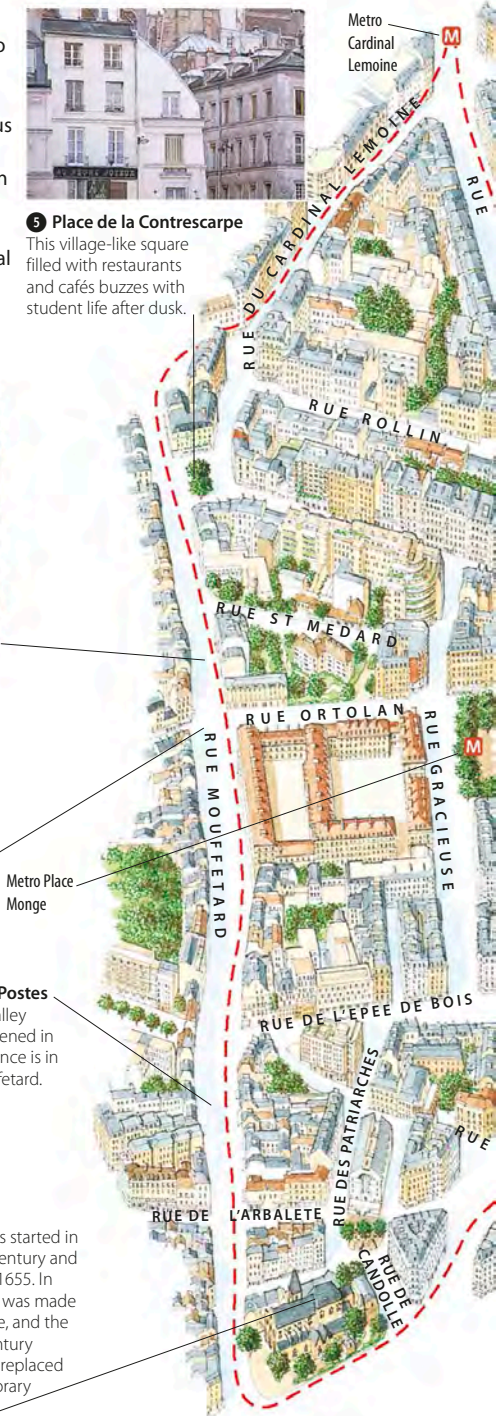 Metro
Cardinal
Lemoine
M
us
al
5 Place de la Contrescarpe
This village-like square
filled with restaurants
and cafés buzzes with
student life after dusk.
RUE DU CARDINAL LEMOINE
RUE
RUE ROLLIN
RUE ST MEDARD
RUE ORTOLAN
RUE GRACIEUSE
M
RUE MOUFFETARD
Metro Place
Monge
Postes
lley
ened in
nce is in
fetard.
RUE DE L'EPEE DE BOIS
RUE DES PATRIARCHES
RUE
RUE DE L'ARBALETE
RUE DE
CANDOLLE
s started in
entury and
1655. In
was made
e, and the
ntury
replaced
orary